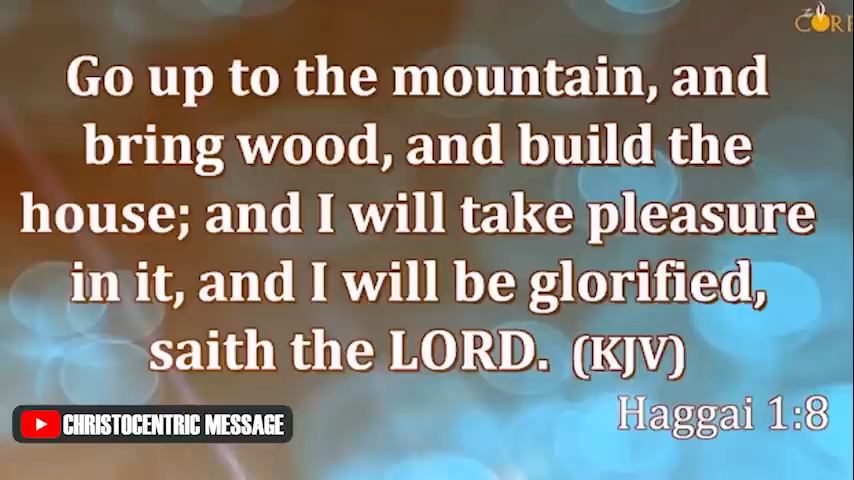 Go up to the mountain, and
bring wood, and build the
house; and I will take pleasure
in it, and I will be glorified,
saith the LORD. (KJV)
Haggai 1:8
CHRISTOCENTRIC MESSAGE